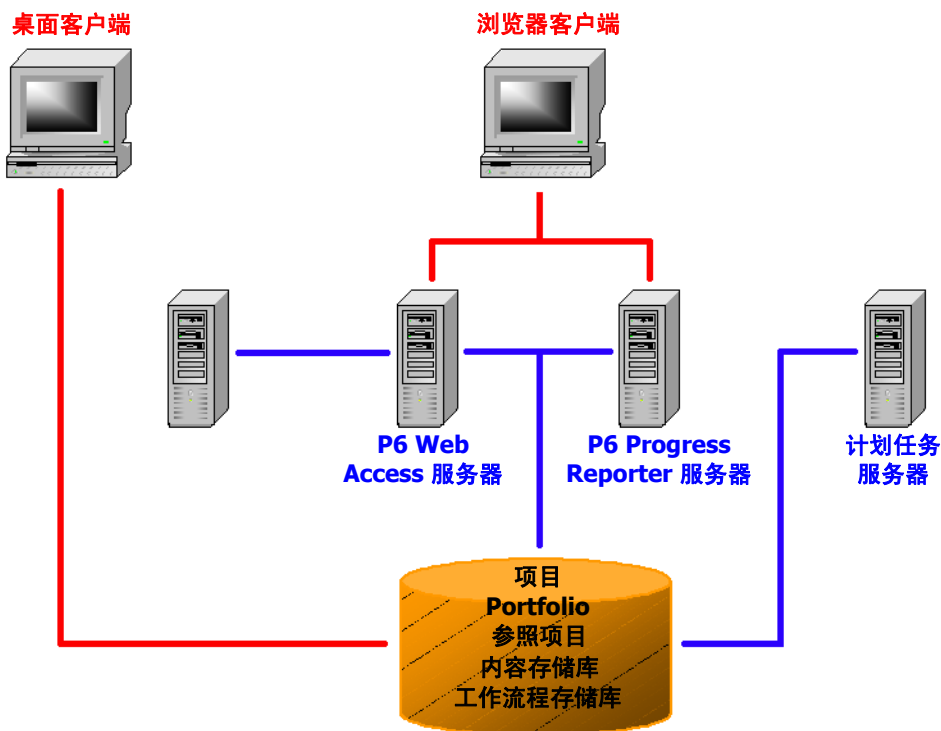 桌面客户端
浏览器客户端
P6 Web
Access 服务器
P6 Progress
Reporter 服务器
计划任务
服务器
项目
Portfolio
参照项目
内容存储库
工作流程存储库